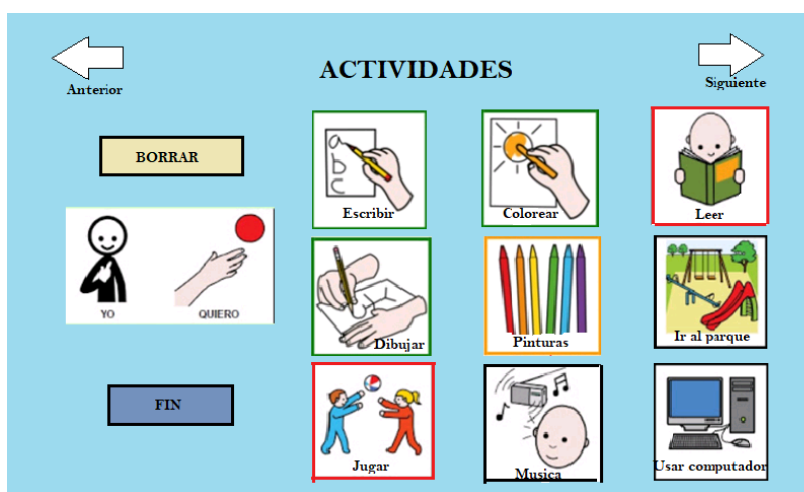 ACTIVIDADES
Anterior
Siguiente
BORRAR
YO QUIERO
FIN
a
b
c
Escribir
Colorear
Leer
Dibujar
Pinturas
Ir al parque
Jugar
Musica
Usar computador